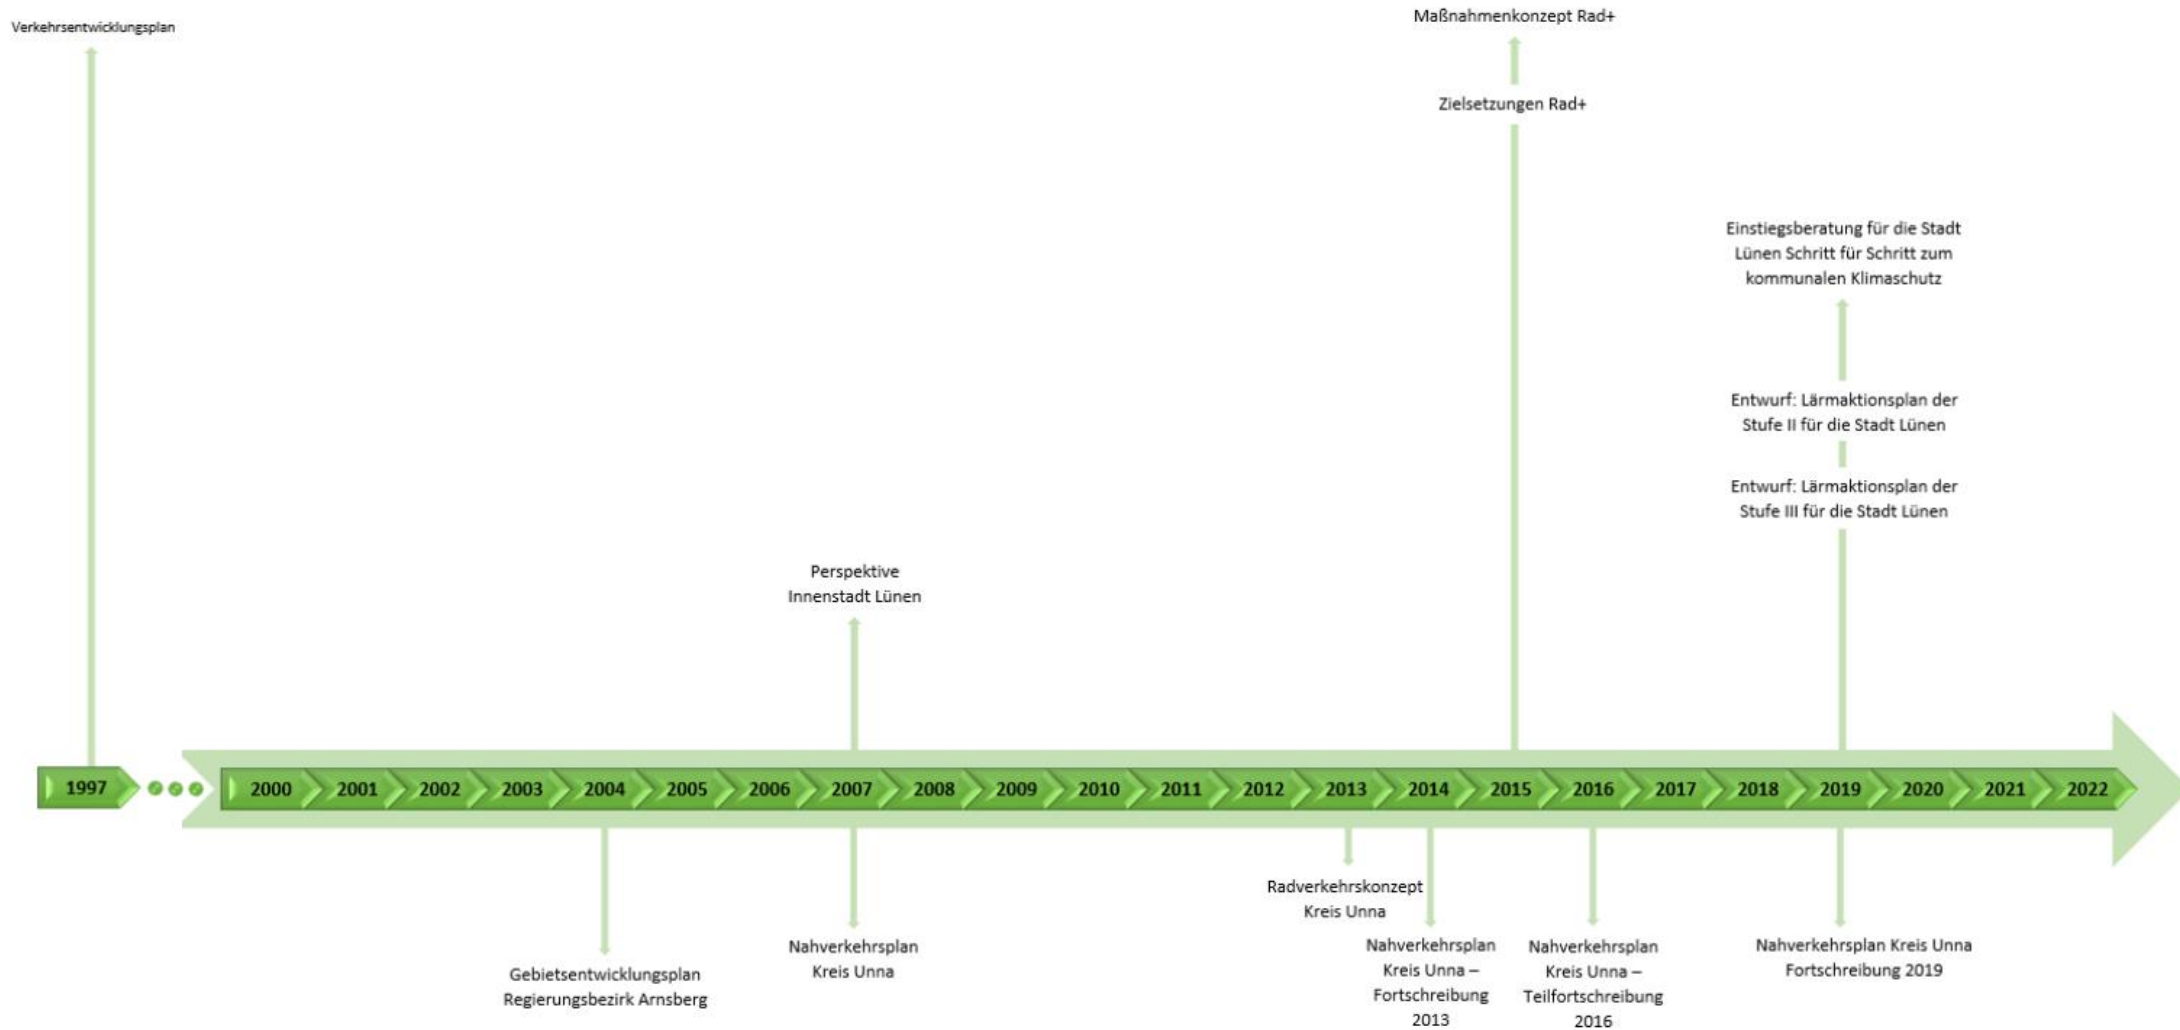 Verkehrsentwicklungsplan
Maßnahmenkonzept Rad+
Zielsetzungen Rad+
Einstiegsberatung für die Stadt
Lünen Schritt für Schritt zum
kommunalen Klimaschutz
Entwurf: Lärmaktionsplan der
Stufe II für die Stadt Lünen
Entwurf: Lärmaktionsplan der
Stufe III für die Stadt Lünen
Perspektive
Innenstadt Lünen
1997 2000 2001 2002 2003 2004 2005 2006 2007 2008 2009 2010 2011 2012 2013 2014 2015 2016 2017 2018 2019 2020 2021 2022
Gebietsentwicklungsplan
Regierungsbezirk Arnsberg
Nahverkehrsplan
Kreis Unna
Radverkehrskonzept
Kreis Unna
Nahverkehrsplan
Kreis Unna –
Fortschreibung
2013
Nahverkehrsplan
Kreis Unna –
Teilfortschreibung
2016
Nahverkehrsplan Kreis Unna
Fortschreibung 2019